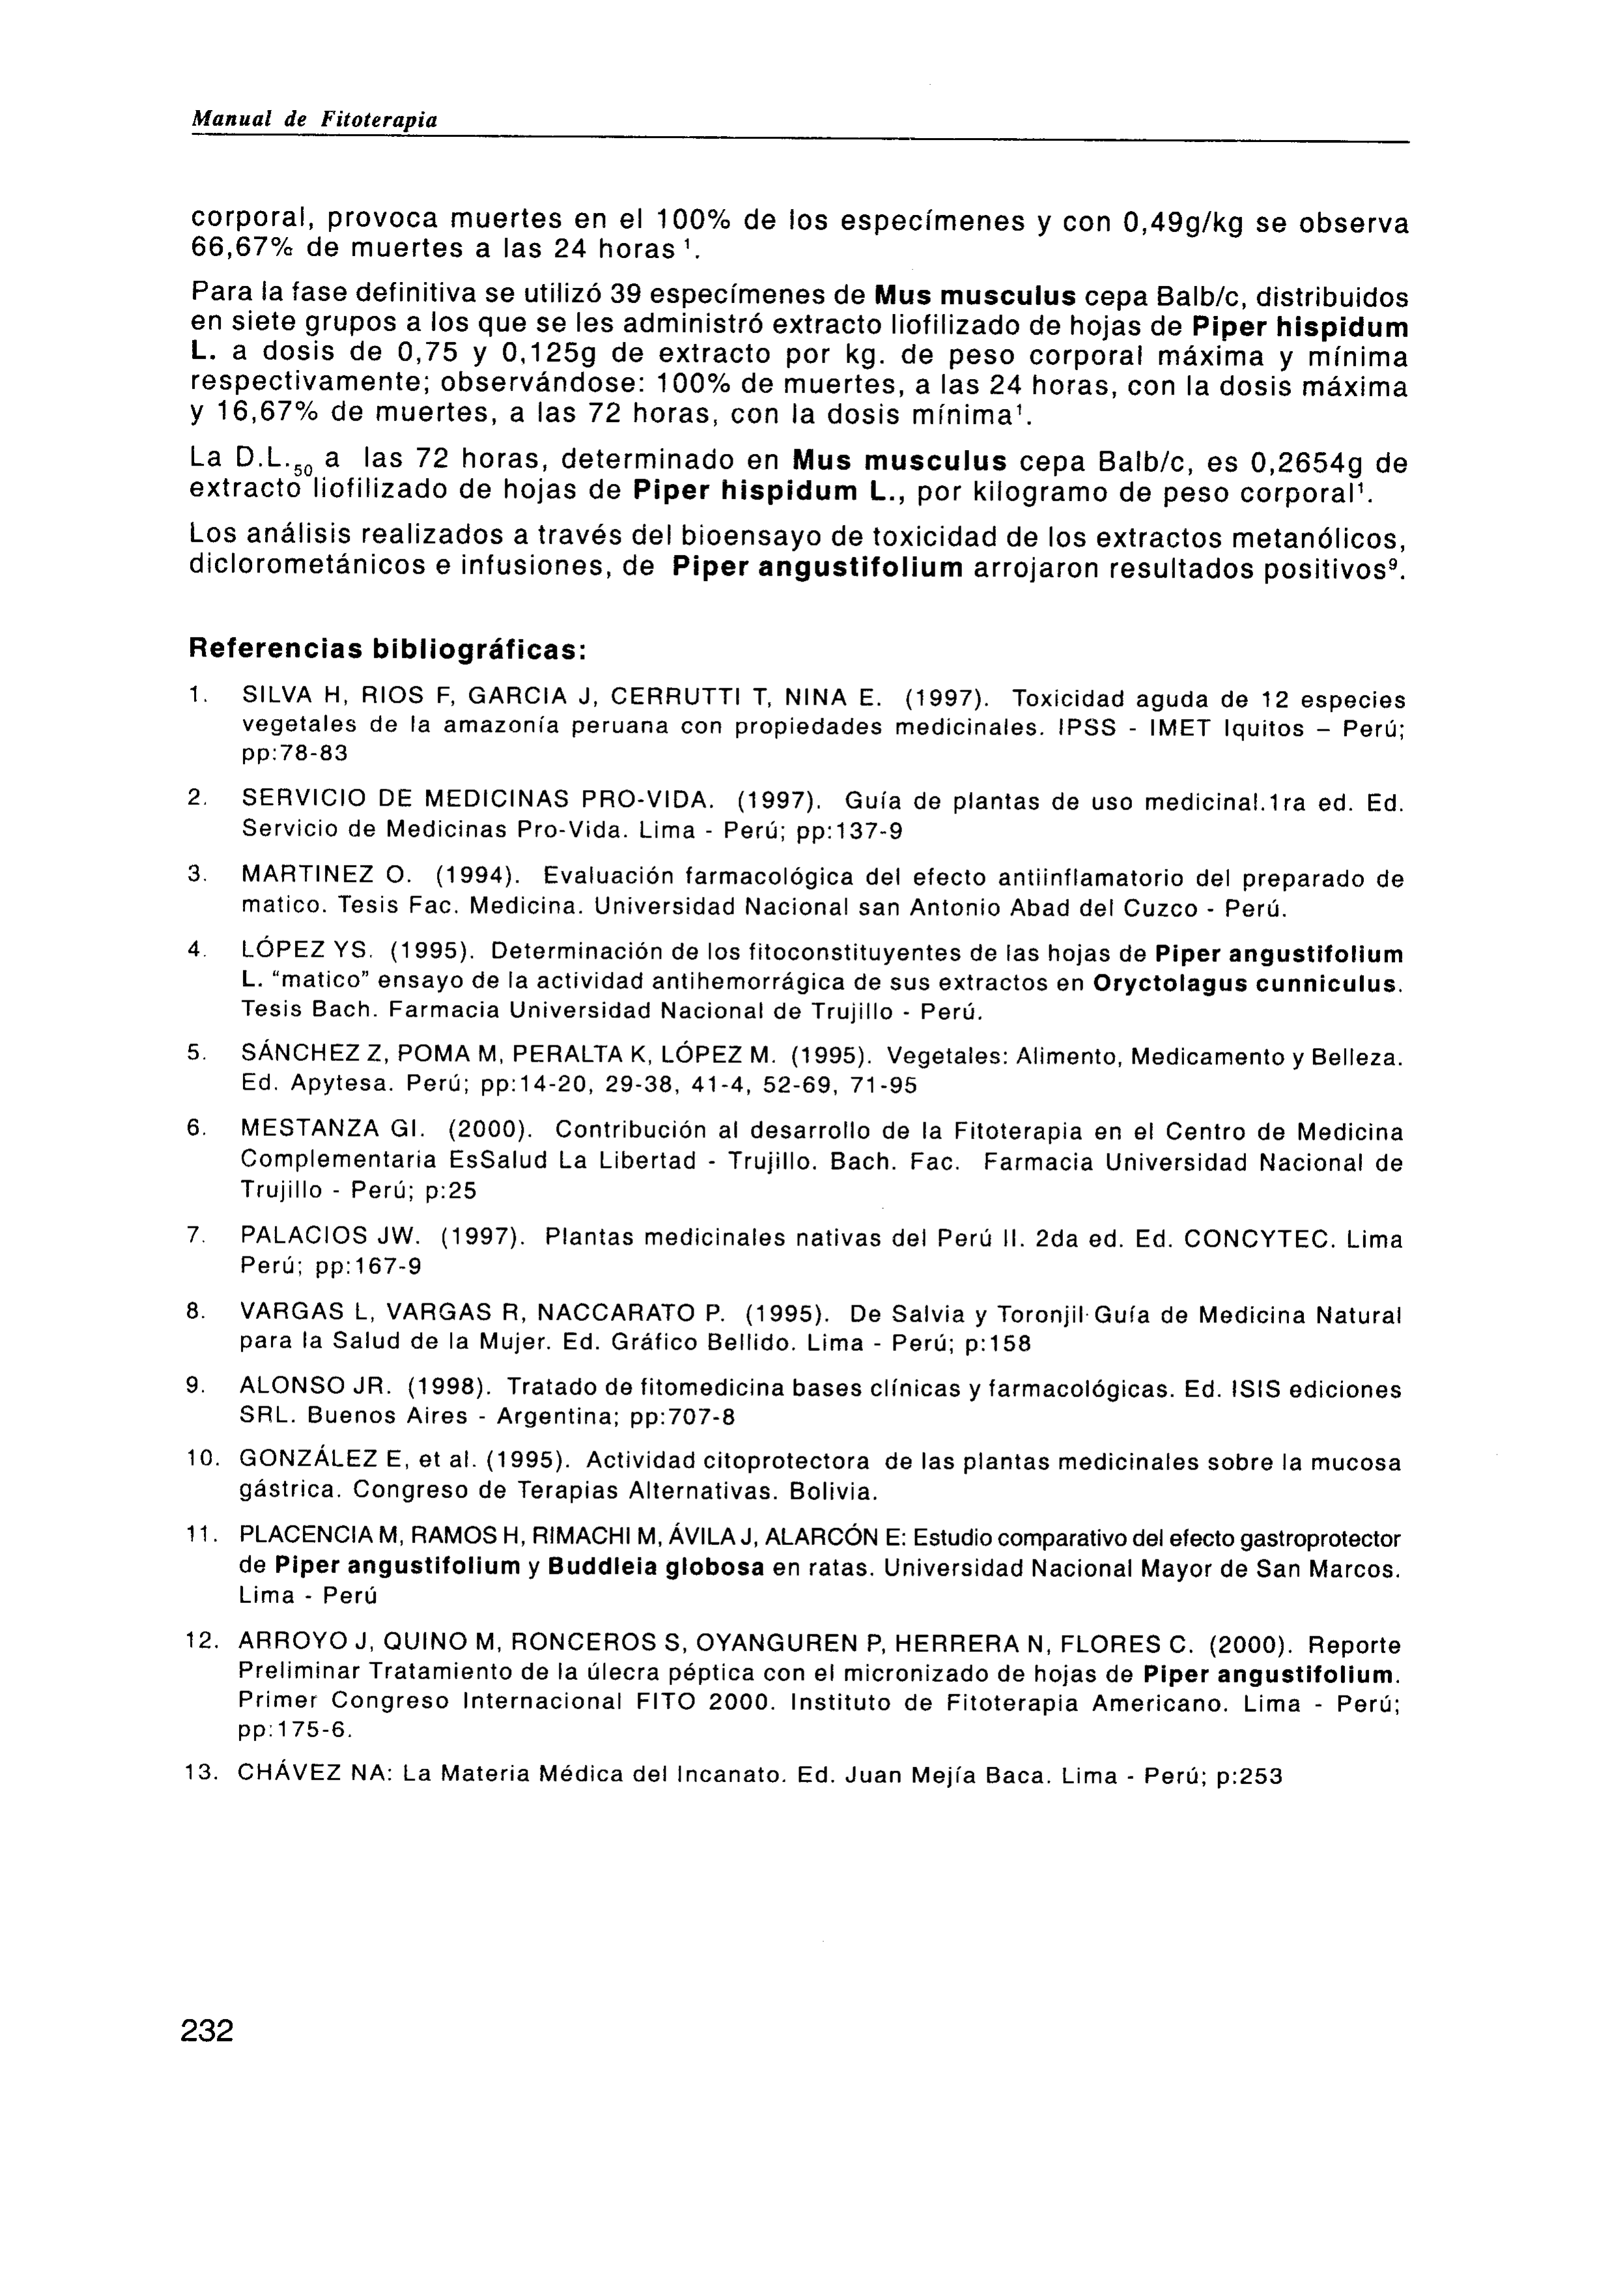 Manual de Fitoterapia
corporal, provoca muertes en el 100% de los especímenes y con 0,49g/kg se observa
66,67% de muertes a las 24 horas ¹.
Para la fase definitiva se utilizó 39 especímenes de Mus musculus cepa Balb/c, distribuidos
en siete grupos a los que se les administró extracto liofilizado de hojas de Piper hispidum
L. a dosis de 0,75 y 0,125g de extracto por kg. de peso corporal máxima y mínima
respectivamente; observándose: 100% de muertes, a las 24 horas, con la dosis máxima
y 16,67% de muertes, a las 72 horas, con la dosis mínima¹.
La D.L.₅₀ a las 72 horas, determinado en Mus musculus cepa Balb/c, es 0,2654g de
extracto liofilizado de hojas de Piper hispidum L., por kilogramo de peso corporal¹.
Los análisis realizados a través del bioensayo de toxicidad de los extractos metanólicos,
diclorometánicos e infusiones, de Piper angustifolium arrojaron resultados positivos⁹.
Referencias bibliográficas:
1. SILVA H, RIOS F, GARCIA J, CERRUTTI T, NINA E. (1997). Toxicidad aguda de 12 especies
vegetales de la amazonía peruana con propiedades medicinales. IPSS - IMET Iquitos – Perú;
pp:78-83
2. SERVICIO DE MEDICINAS PRO-VIDA. (1997). Guía de plantas de uso medicinal.1ra ed. Ed.
Servicio de Medicinas Pro-Vida. Lima - Perú; pp:137-9
3. MARTINEZ O. (1994). Evaluación farmacológica del efecto antiinflamatorio del preparado de
matico. Tesis Fac. Medicina. Universidad Nacional san Antonio Abad del Cuzco - Perú.
4. LÓPEZ YS. (1995). Determinación de los fitoconstituyentes de las hojas de Piper angustifolium
L. "matico" ensayo de la actividad antihemorrágica de sus extractos en Oryctolagus cunniculus.
Tesis Bach. Farmacia Universidad Nacional de Trujillo - Perú.
5. SÁNCHEZ Z, POMA M, PERALTA K, LÓPEZ M. (1995). Vegetales: Alimento, Medicamento y Belleza.
Ed. Apytesa. Perú; pp:14-20, 29-38, 41-4, 52-69, 71-95
6. MESTANZA GI. (2000). Contribución al desarrollo de la Fitoterapia en el Centro de Medicina
Complementaria EsSalud La Libertad - Trujillo. Bach. Fac. Farmacia Universidad Nacional de
Trujillo - Perú; p:25
7. PALACIOS JW. (1997). Plantas medicinales nativas del Perú II. 2da ed. Ed. CONCYTEC. Lima
Perú; pp:167-9
8. VARGAS L, VARGAS R, NACCARATO P. (1995). De Salvia y Toronjil·Guía de Medicina Natural
para la Salud de la Mujer. Ed. Gráfico Bellido. Lima - Perú; p:158
9. ALONSO JR. (1998). Tratado de fitomedicina bases clínicas y farmacológicas. Ed. ISIS ediciones
SRL. Buenos Aires - Argentina; pp:707-8
10. GONZÁLEZ E, et al. (1995). Actividad citoprotectora de las plantas medicinales sobre la mucosa
gástrica. Congreso de Terapias Alternativas. Bolivia.
11. PLACENCIA M, RAMOS H, RIMACHI M, ÁVILA J, ALARCÓN E: Estudio comparativo del efecto gastroprotector
de Piper angustifolium y Buddleia globosa en ratas. Universidad Nacional Mayor de San Marcos.
Lima - Perú
12. ARROYO J, QUINO M, RONCEROS S, OYANGUREN P, HERRERA N, FLORES C. (2000). Reporte
Preliminar Tratamiento de la úlecra péptica con el micronizado de hojas de Piper angustifolium.
Primer Congreso Internacional FITO 2000. Instituto de Fitoterapia Americano. Lima - Perú;
pp:175-6.
13. CHÁVEZ NA: La Materia Médica del Incanato. Ed. Juan Mejía Baca. Lima - Perú; p:253
232